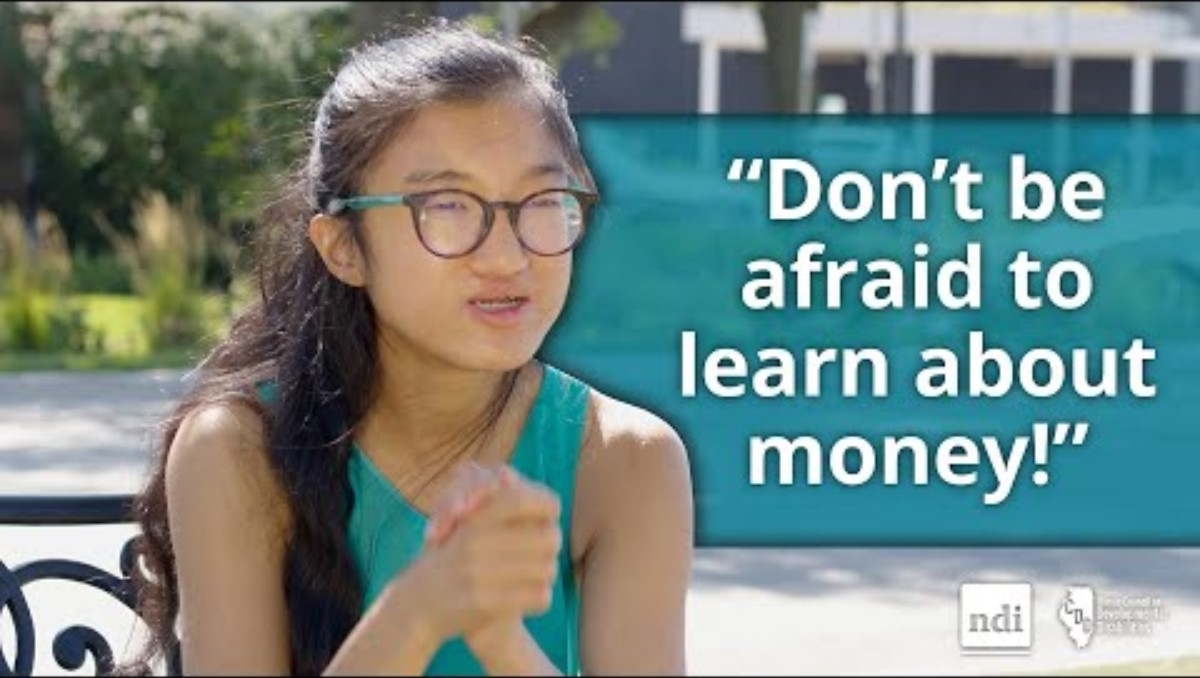 “Don’t be
afraid to
learn about
money!”
ndi